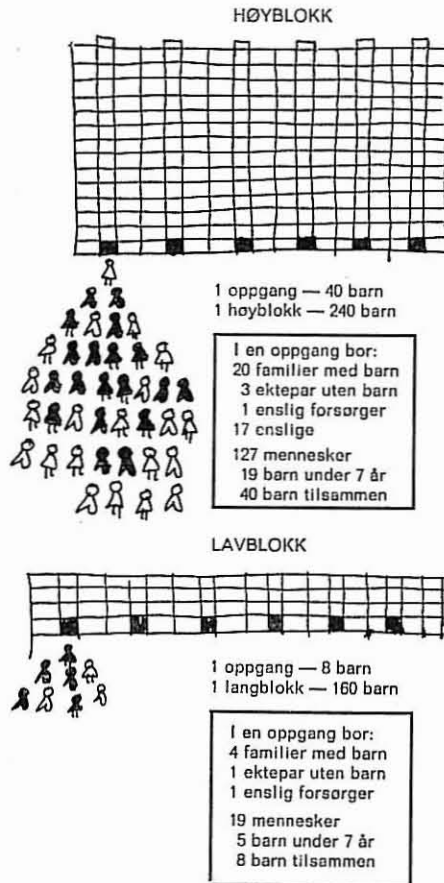 HØYBLOKK
1 oppgang — 40 barn
1 høyblokk — 240 barn
I en oppgang bor:
20 familier med barn
3 ektepar uten barn
1 enslig forsørger
17 enslige
127 mennesker
19 barn under 7 år
40 barn tilsammen
LAVBLOKK
1 oppgang — 8 barn
1 langblokk — 160 barn
I en oppgang bor:
4 familier med barn
1 ektepar uten barn
1 enslig forsørger
19 mennesker
5 barn under 7 år
8 barn tilsammen